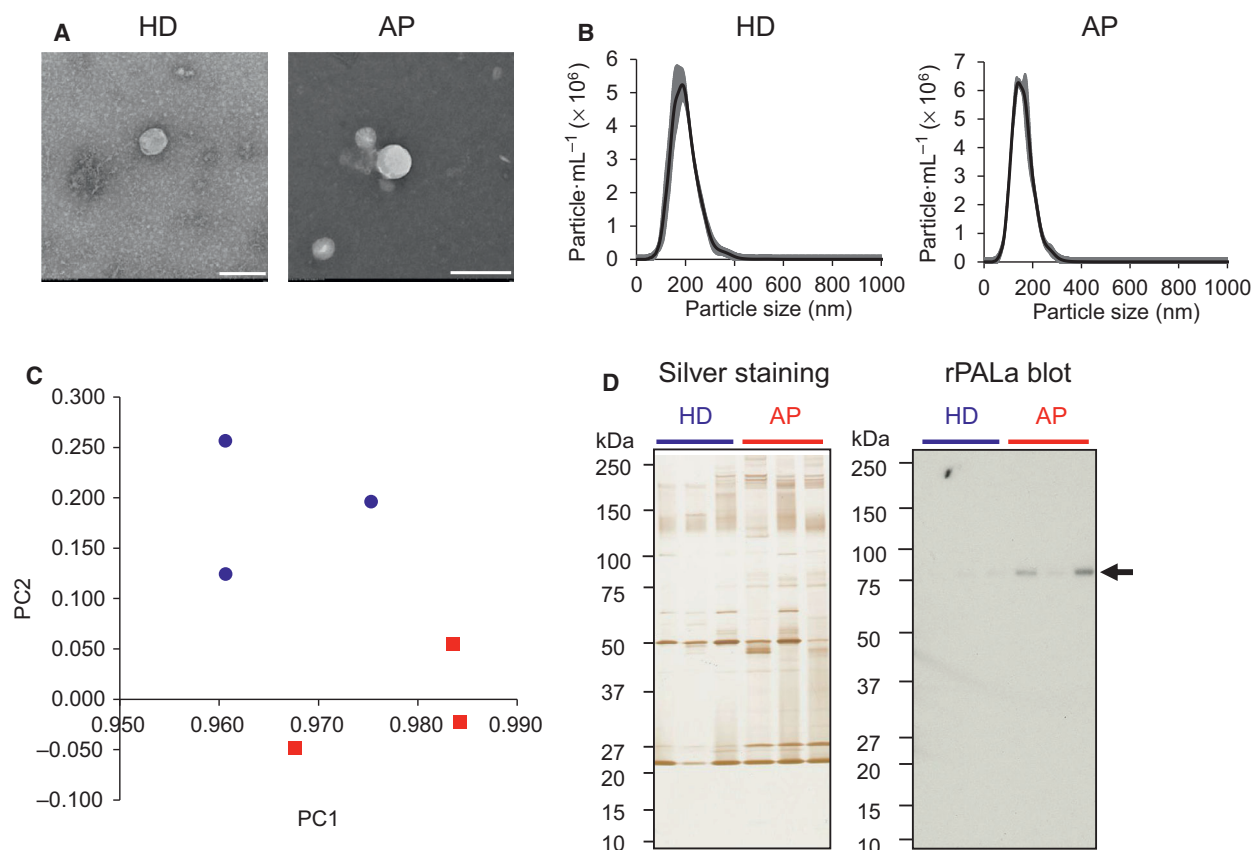 A
HD
AP
B
HD
AP
Particle·mL⁻¹ (× 10⁶)
6
5
4
3
2
1
0
0 200 400 600 800 1000
Particle size (nm)
Particle·mL⁻¹ (× 10⁶)
7
6
5
4
3
2
1
0
0 200 400 600 800 1000
Particle size (nm)
C
PC2
0.300
0.250
0.200
0.150
0.100
0.050
0.000
−0.050
−0.100
0.950 0.960 0.970 0.980 0.990
PC1
D
Silver staining
HD AP
kDa
250
150
100
75
50
37
27
20
15
10
rPALa blot
HD AP
kDa
250
150
100
75
50
37
27
20
15
10